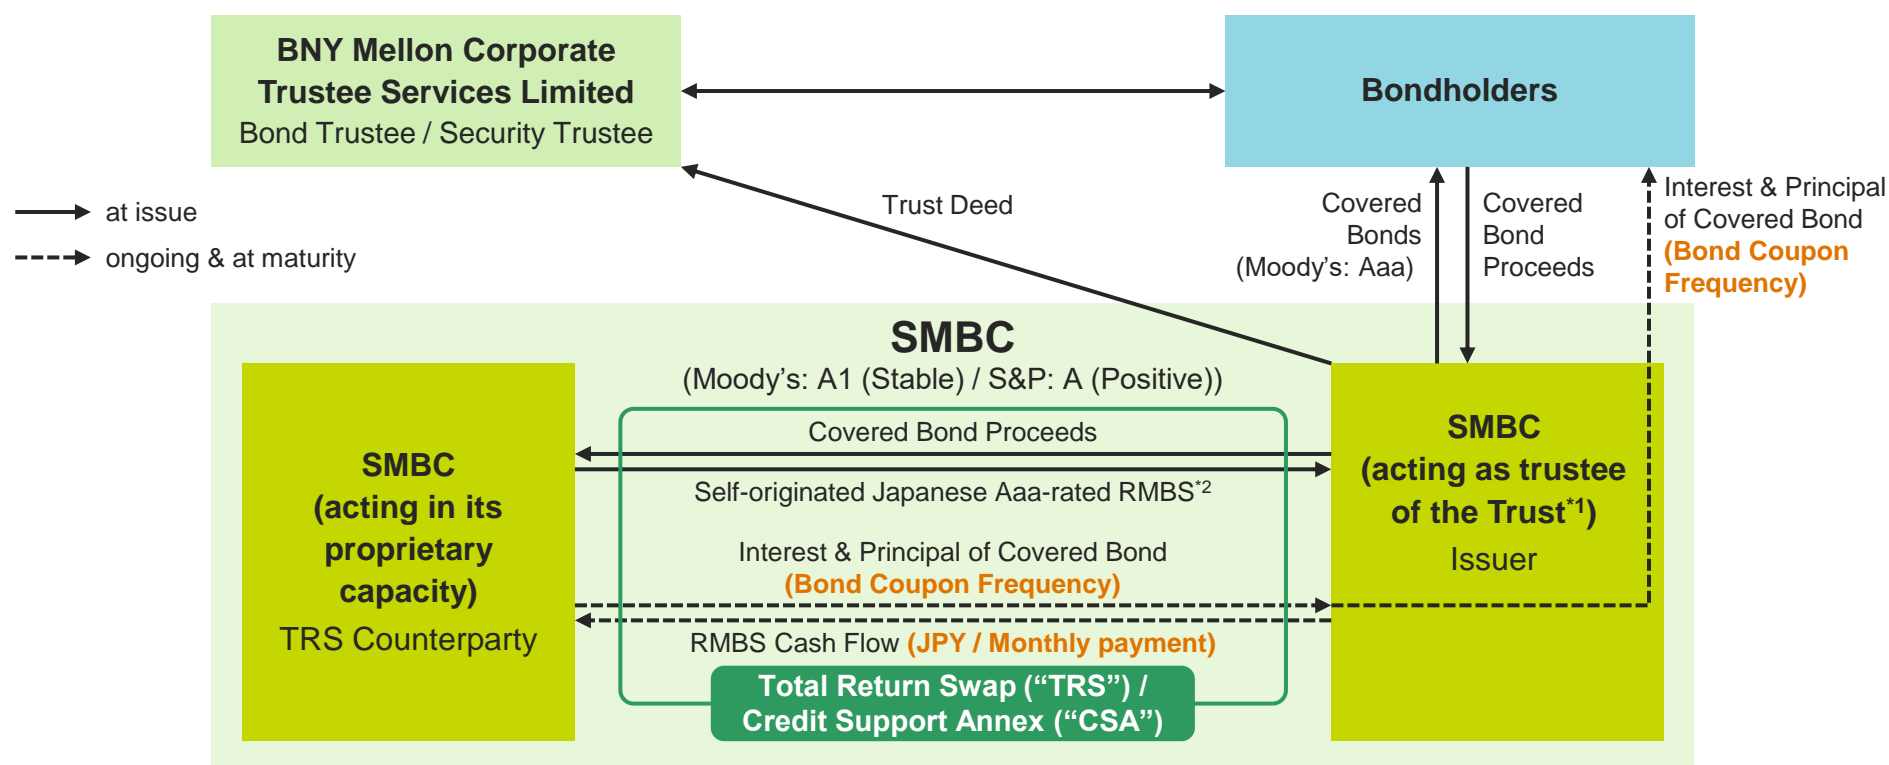 BNY Mellon Corporate
Trustee Services Limited
Bond Trustee / Security Trustee
Bondholders
at issue
ongoing & at maturity
Trust Deed
Covered
Bonds
(Moody’s: Aaa)
Covered
Bond
Proceeds
Interest & Principal
of Covered Bond
(Bond Coupon
Frequency)
SMBC
(Moody’s: A1 (Stable) / S&P: A (Positive))
SMBC
(acting in its
proprietary
capacity)
TRS Counterparty
Covered Bond Proceeds
Self-originated Japanese Aaa-rated RMBS*2
Interest & Principal of Covered Bond
(Bond Coupon Frequency)
RMBS Cash Flow (JPY / Monthly payment)
Total Return Swap (“TRS”) /
Credit Support Annex (“CSA”)
SMBC
(acting as trustee
of the Trust*1)
Issuer